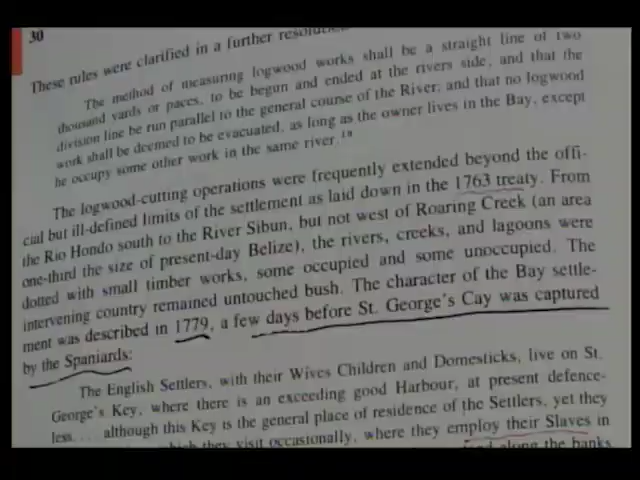 30
These rules were clarified in a further
The method of measuring logwood works shall be a straight line of two
thousand yards or paces, to be begun and ended at the rivers side, and that the
division line be run parallel to the general course of the River; and that no logwood
work shall be deemed to be evacuated, as long as the owner lives in the Bay, except
he occupy some other work in the same river.
The logwood-cutting operations were frequently extended beyond the offi-
cial but ill-defined limits of the settlement as laid down in the 1763 treaty. From
the Rio Hondo south to the River Sibun, but not west of Roaring Creek (an area
one-third the size of present-day Belize), the rivers, creeks, and lagoons were
dotted with small timber works, some occupied and some unoccupied. The
intervening country remained untouched bush. The character of the Bay settle-
ment was described in 1779, a few days before St. George's Cay was captured
by the Spaniards:
The English Settlers, with their Wives Children and Domesticks, live on St.
George's Key, where there is an exceeding good Harbour, at present defence-
less.... although this Key is the general place of residence of the Settlers, yet they
which they visit occasionally, where they employ their Slaves in
along the banks